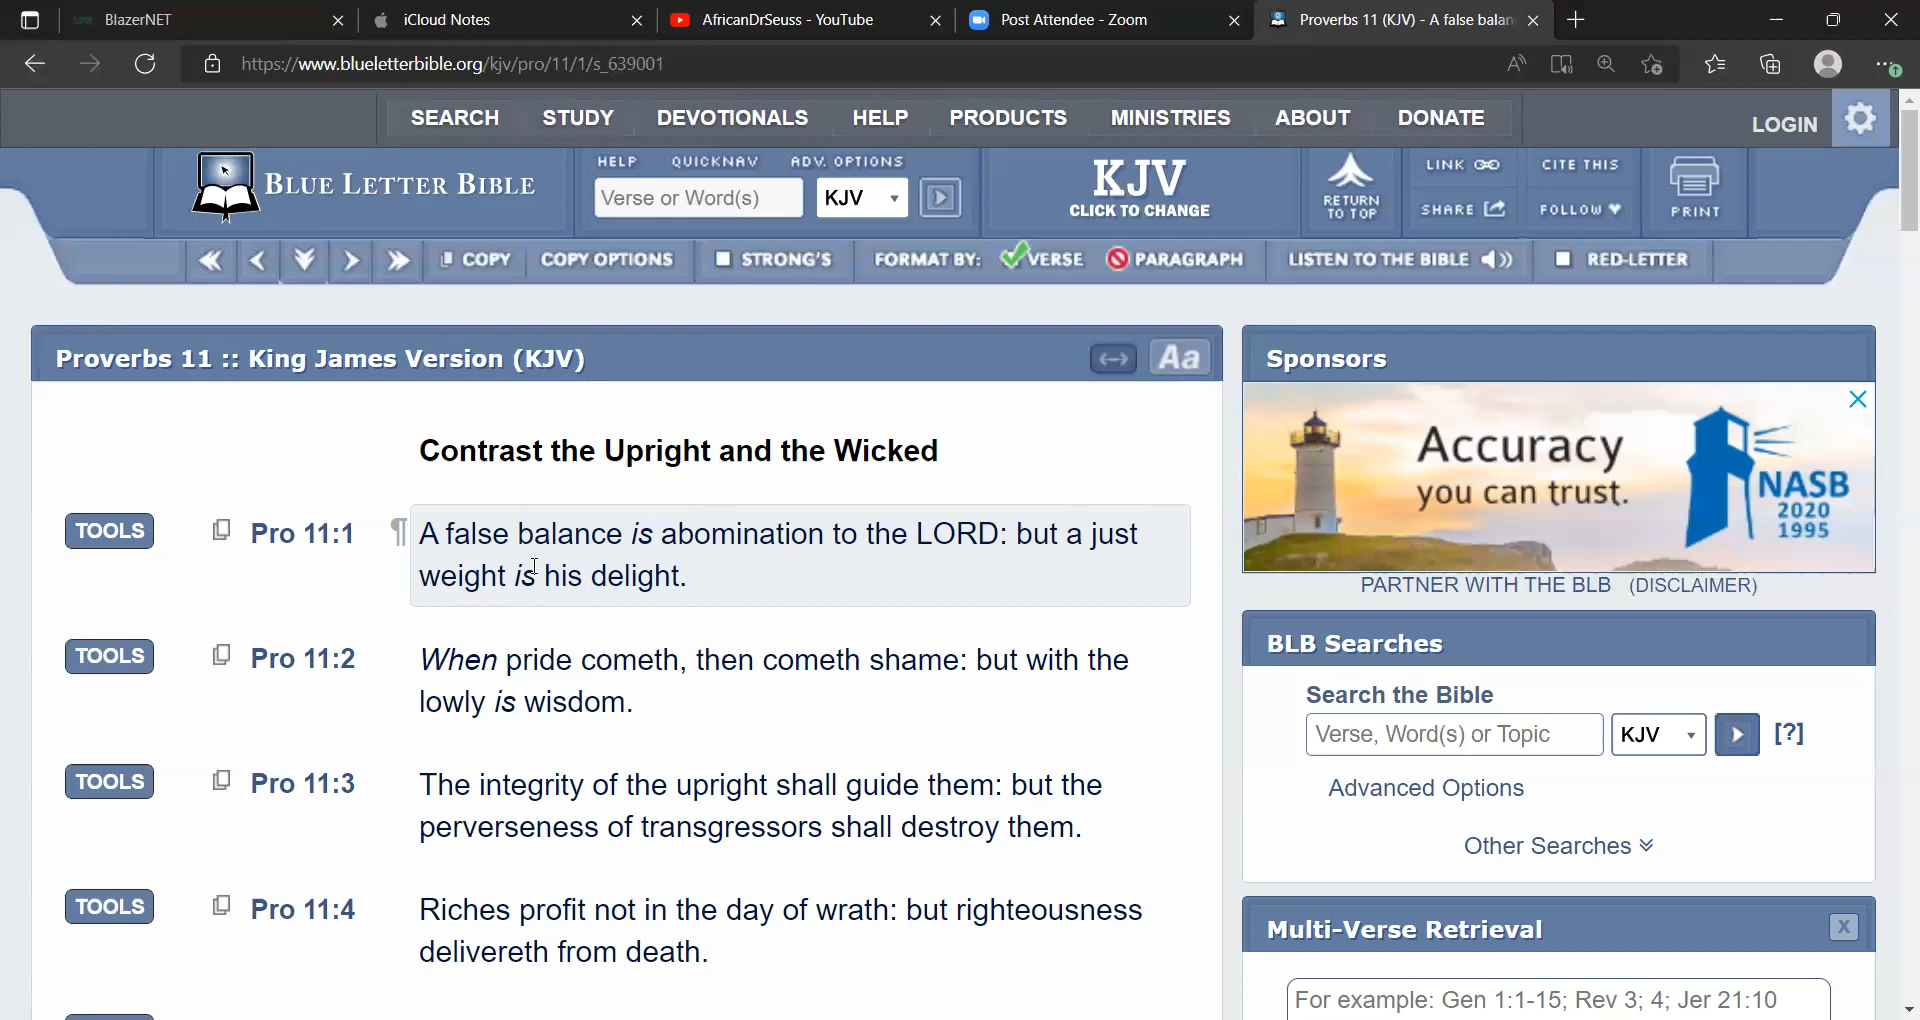 BlazerNET
iCloud Notes
AfricanDrSeuss - YouTube
Post Attendee - Zoom
Proverbs 11 (KJV) - A false balan
https://www.blueletterbible.org/kjv/pro/11/1/s_639001
SEARCH STUDY DEVOTIONALS HELP PRODUCTS MINISTRIES ABOUT DONATE LOGIN
BLUE LETTER BIBLE
HELP QUICKNAV ADV. OPTIONS
Verse or Word(s) KJV
KJV
CLICK TO CHANGE
RETURN
TO TOP
LINK CITE THIS
SHARE FOLLOW
PRINT
COPY COPY OPTIONS STRONG'S FORMAT BY: VERSE PARAGRAPH LISTEN TO THE BIBLE RED-LETTER
Proverbs 11 :: King James Version (KJV)
Aa
Contrast the Upright and the Wicked
TOOLS Pro 11:1 ¶ A false balance is abomination to the LORD: but a just
weight is his delight.
TOOLS Pro 11:2 When pride cometh, then cometh shame: but with the
lowly is wisdom.
TOOLS Pro 11:3 The integrity of the upright shall guide them: but the
perverseness of transgressors shall destroy them.
TOOLS Pro 11:4 Riches profit not in the day of wrath: but righteousness
delivereth from death.
Sponsors
Accuracy
you can trust.
NASB
2020
1995
PARTNER WITH THE BLB (DISCLAIMER)
BLB Searches
Search the Bible
Verse, Word(s) or Topic KJV [?]
Advanced Options
Other Searches
Multi-Verse Retrieval X
For example: Gen 1:1-15; Rev 3; 4; Jer 21:10